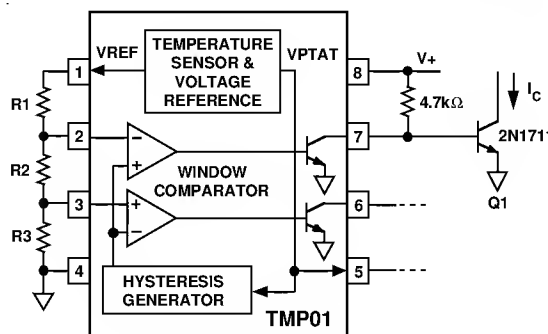 TEMPERATURE
SENSOR &
VOLTAGE
REFERENCE
VREF
VPTAT
1
8
V+
R1
4.7kΩ
I_C
2
7
2N1711
R2
WINDOW
COMPARATOR
Q1
3
6
R3
4
5
HYSTERESIS
GENERATOR
TMP01